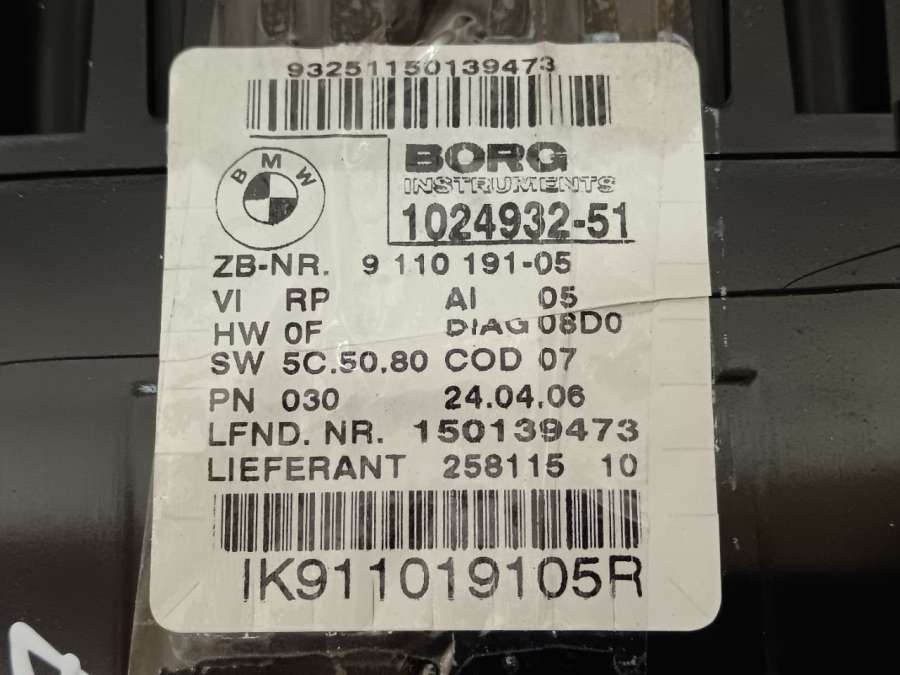 93251150139473
BMW
BORG
INSTRUMENTS
1024932-51
ZB-NR. 9 110 191-05
VI RP AI 05
HW 0F DIAG 08D0
SW 5C.50.80 COD 07
PN 030 24.04.06
LFND. NR. 150139473
LIEFERANT 258115 10
IK911019105R